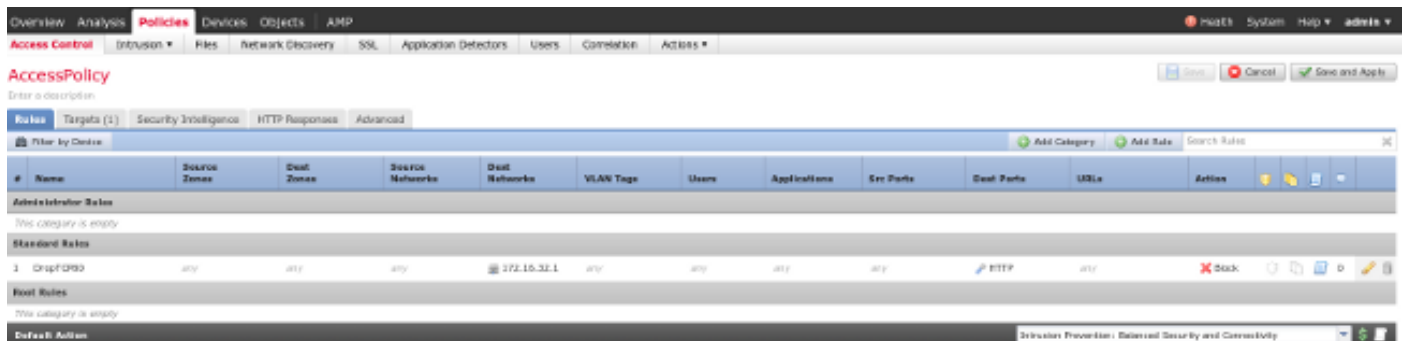 Overview Analysis Policies Devices Objects AMP Health System Help admin
Access Control Intrusion Files Network Discovery SSL Application Detectors Users Correlation Actions
AccessPolicy Save Cancel Save and Apply
Enter a description
Rules Targets (1) Security Intelligence HTTP Responses Advanced
Filter by Device Add Category Add Rule Search Rules
# Name Source Zones Dest Zones Source Networks Dest Networks VLAN Tags Users Applications Src Ports Dest Ports URLs Action
Administrator Rules
This category is empty
Standard Rules
1 DropTCP80 any any any 172.16.32.1 any any any any HTTP any Block 0
Root Rules
This category is empty
Default Action Intrusion Prevention: Balanced Security and Connectivity